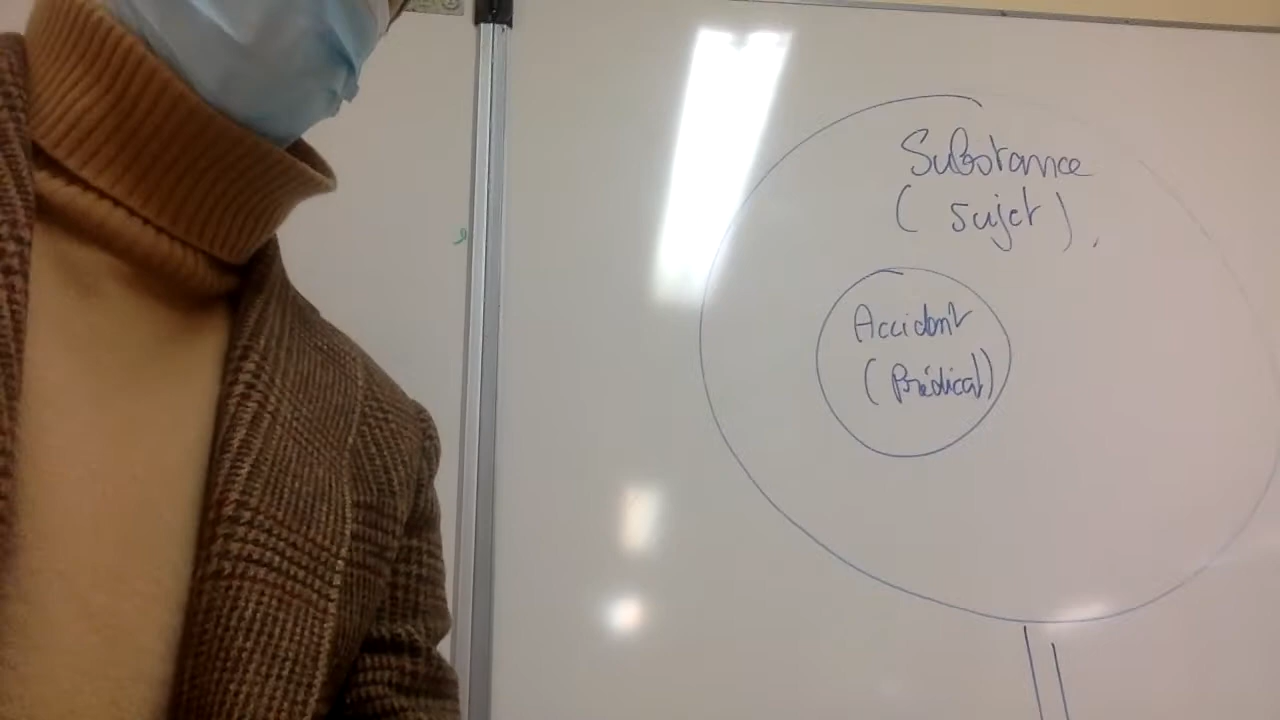 Substance
(sujet).
Accident
(Prédicat)